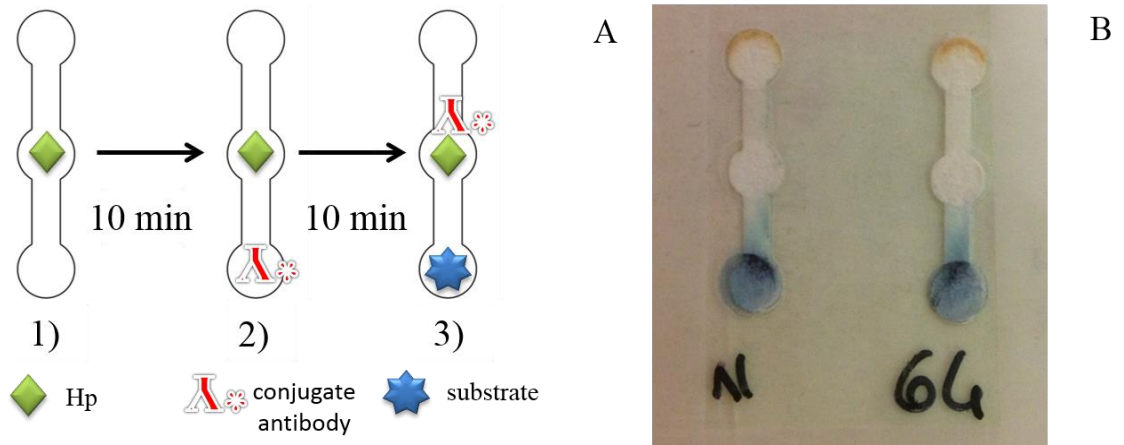 A
B
10 min
10 min
1)
2)
3)
Hp
conjugate
antibody
substrate
N
64